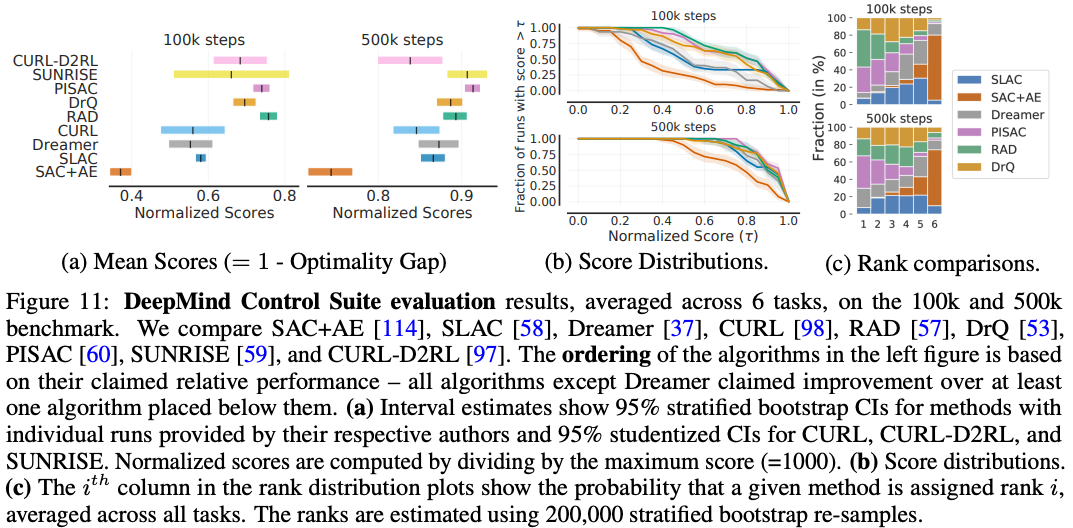 100k steps
500k steps
CURL-D2RL
SUNRISE
PISAC
DrQ
RAD
CURL
Dreamer
SLAC
SAC+AE
0.4 0.6 0.8
0.8 0.9
Normalized Scores
Normalized Scores
(a) Mean Scores (= 1 - Optimality Gap)
Fraction of runs with score > τ
100k steps
1.00
0.75
0.50
0.25
0.00
0.0 0.2 0.4 0.6 0.8 1.0
500k steps
1.00
0.75
0.50
0.25
0.00
0.0 0.2 0.4 0.6 0.8 1.0
Normalized Score (τ)
(b) Score Distributions.
Fraction (in %)
100k steps
100
80
60
40
20
0
500k steps
100
80
60
40
20
0
1 2 3 4 5 6
SLAC
SAC+AE
Dreamer
PISAC
RAD
DrQ
(c) Rank comparisons.
Figure 11: DeepMind Control Suite evaluation results, averaged across 6 tasks, on the 100k and 500k
benchmark. We compare SAC+AE [114], SLAC [58], Dreamer [37], CURL [98], RAD [57], DrQ [53],
PISAC [60], SUNRISE [59], and CURL-D2RL [97]. The ordering of the algorithms in the left figure is based
on their claimed relative performance – all algorithms except Dreamer claimed improvement over at least
one algorithm placed below them. (a) Interval estimates show 95% stratified bootstrap CIs for methods with
individual runs provided by their respective authors and 95% studentized CIs for CURL, CURL-D2RL, and
SUNRISE. Normalized scores are computed by dividing by the maximum score (=1000). (b) Score distributions.
(c) The iᵗʰ column in the rank distribution plots show the probability that a given method is assigned rank i,
averaged across all tasks. The ranks are estimated using 200,000 stratified bootstrap re-samples.